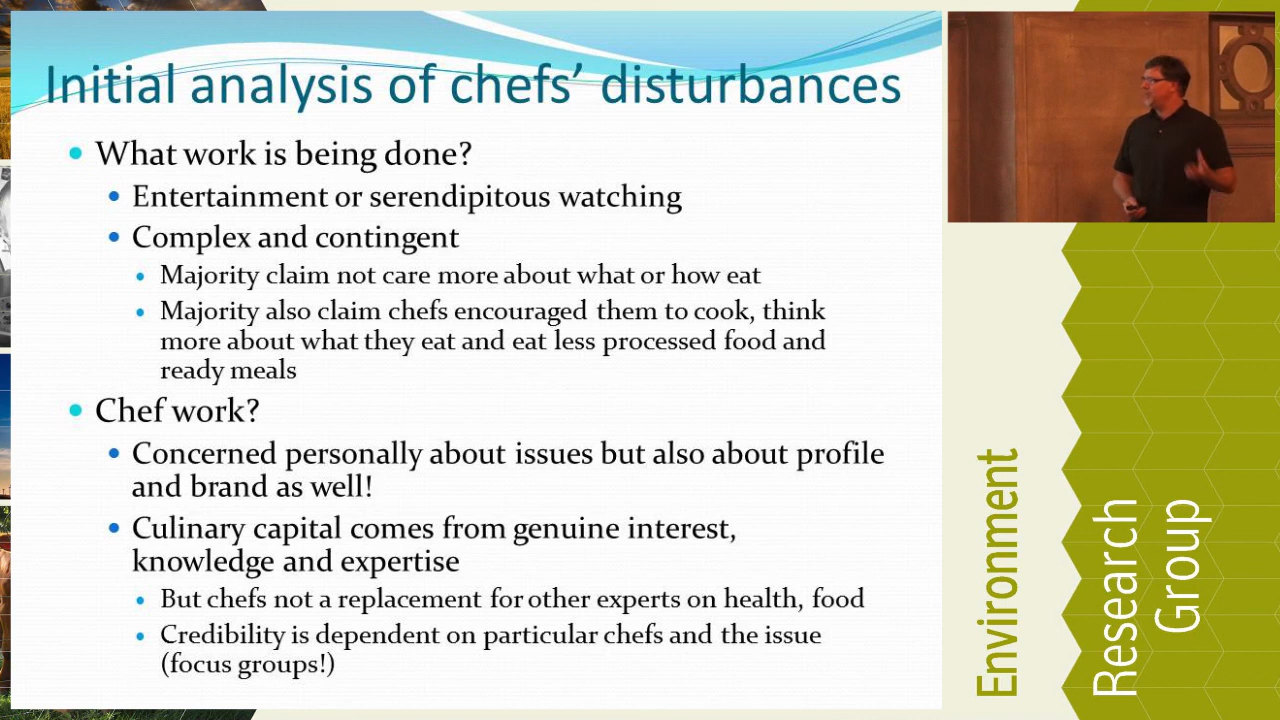 Initial analysis of chefs’ disturbances
What work is being done?
Entertainment or serendipitous watching
Complex and contingent
Majority claim not care more about what or how eat
Majority also claim chefs encouraged them to cook, think
more about what they eat and eat less processed food and
ready meals
Chef work?
Concerned personally about issues but also about profile
and brand as well!
Culinary capital comes from genuine interest,
knowledge and expertise
But chefs not a replacement for other experts on health, food
Credibility is dependent on particular chefs and the issue
(focus groups!)
Environment
Research
Group